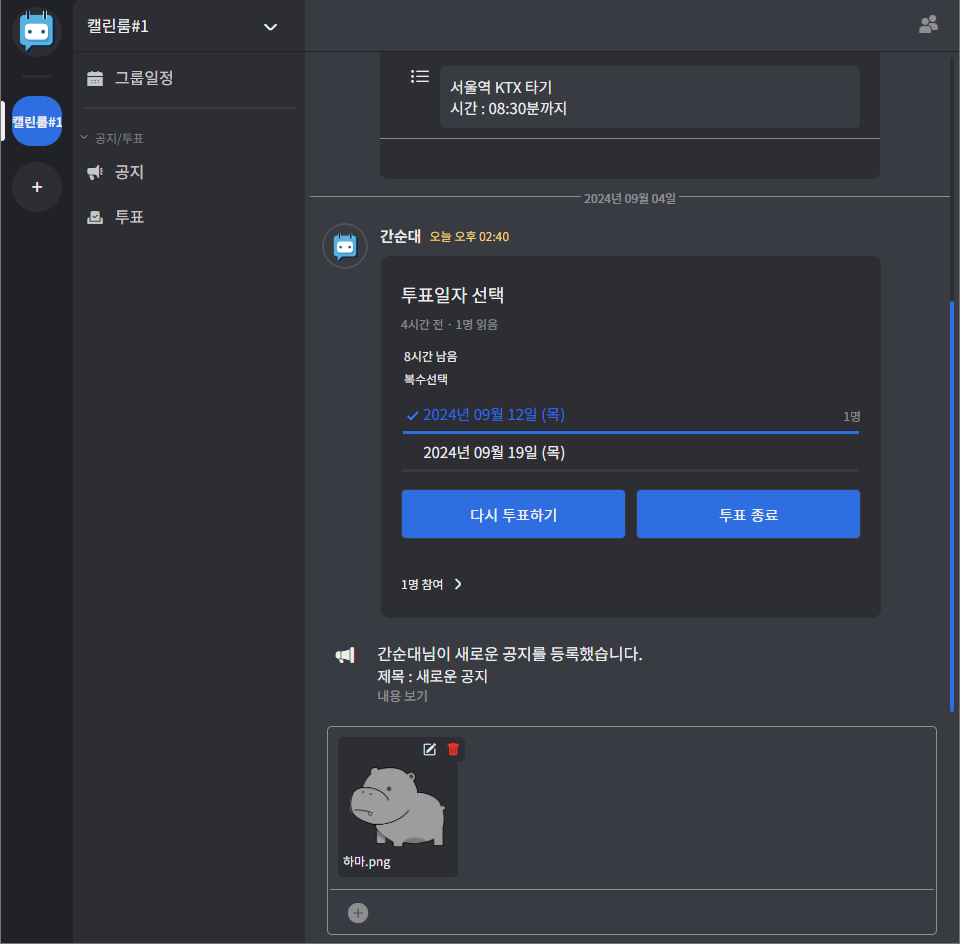 캘린룸#1
그룹일정
캘린룸#1
공지/투표
공지
투표
서울역 KTX 타기
시간 : 08:30분까지
2024년 09월 04일
간순대 오늘 오후 02:40
투표일자 선택
4시간 전 · 1명 읽음
8시간 남음
복수선택
2024년 09월 12일 (목) 1명
2024년 09월 19일 (목)
다시 투표하기 투표 종료
1명 참여
간순대님이 새로운 공지를 등록했습니다.
제목 : 새로운 공지
내용 보기
하마.png